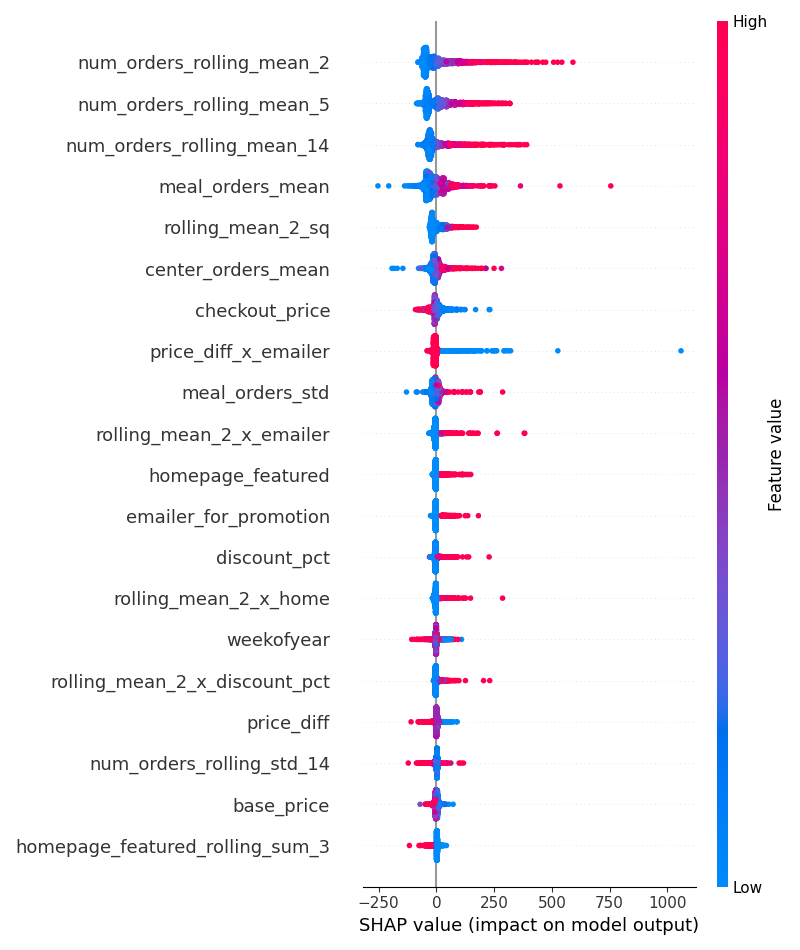 High
num_orders_rolling_mean_2
num_orders_rolling_mean_5
num_orders_rolling_mean_14
meal_orders_mean
rolling_mean_2_sq
center_orders_mean
checkout_price
price_diff_x_emailer
meal_orders_std
rolling_mean_2_x_emailer
homepage_featured
emailer_for_promotion
discount_pct
rolling_mean_2_x_home
weekofyear
rolling_mean_2_x_discount_pct
price_diff
num_orders_rolling_std_14
base_price
homepage_featured_rolling_sum_3
Feature value
Low
−250 0 250 500 750 1000
SHAP value (impact on model output)